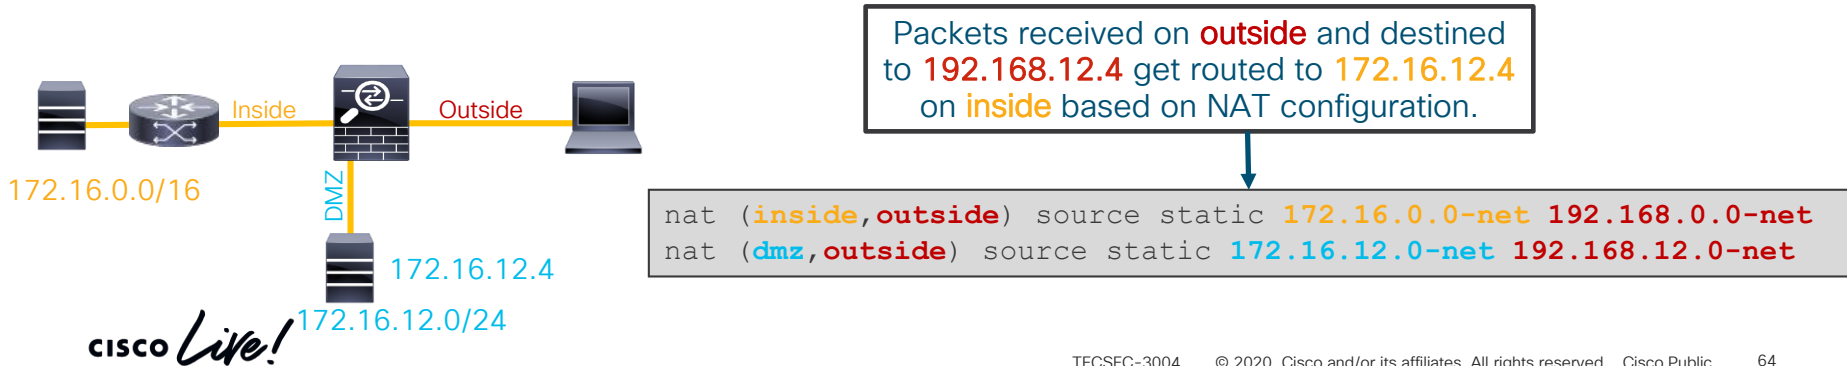 Packets received on outside and destined
to 192.168.12.4 get routed to 172.16.12.4
on inside based on NAT configuration.
Inside
Outside
172.16.0.0/16
DMZ
172.16.12.4
172.16.12.0/24
nat (inside,outside) source static 172.16.0.0-net 192.168.0.0-net
nat (dmz,outside) source static 172.16.12.0-net 192.168.12.0-net
CISCO Live!
TECSEC-3004 © 2020 Cisco and/or its affiliates. All rights reserved. Cisco Public 64